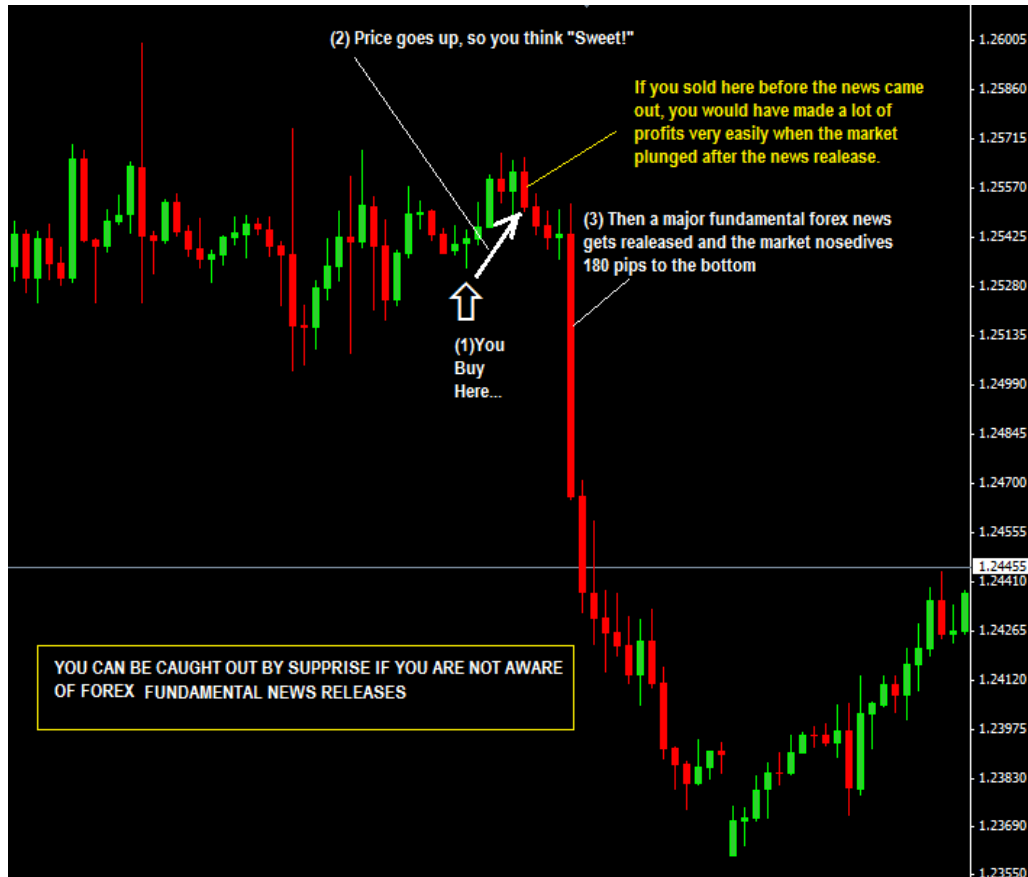 (2) Price goes up, so you think "Sweet!"
If you sold here before the news came
out, you would have made a lot of
profits very easily when the market
plunged after the news realease.
(3) Then a major fundamental forex news
gets realeased and the market nosedives
180 pips to the bottom
(1)You
Buy
Here...
YOU CAN BE CAUGHT OUT BY SUPPRISE IF YOU ARE NOT AWARE
OF FOREX FUNDAMENTAL NEWS RELEASES
1.26005
1.25860
1.25715
1.25570
1.25425
1.25280
1.25135
1.24990
1.24845
1.24700
1.24555
1.24455
1.24410
1.24265
1.24120
1.23975
1.23830
1.23690
1.23550